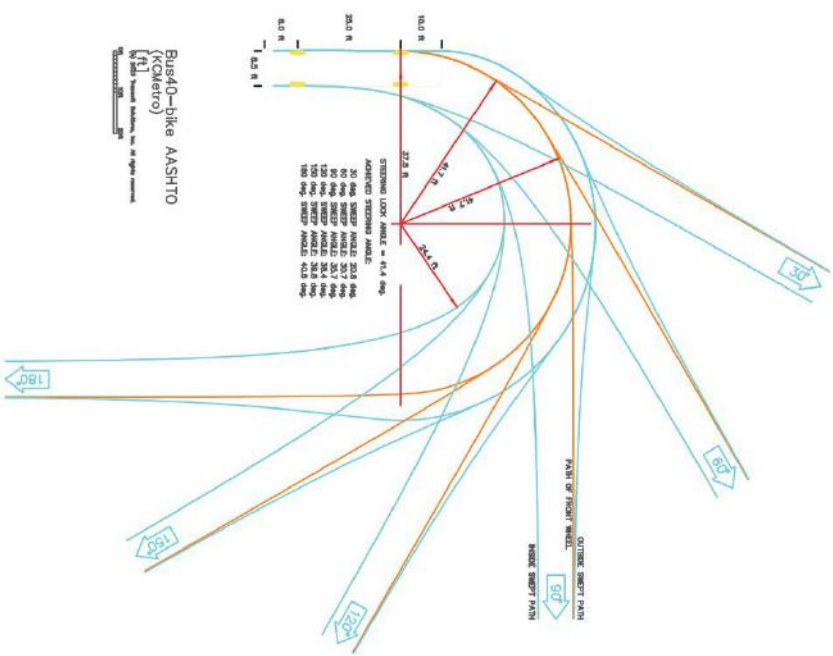 Bus40-bike AASHTO
(KCMetro)
[ft]
8.0 ft
25.0 ft
10.0 ft
8.5 ft
37.8 ft
24.4 ft
STEERING LOCK ANGLE = 41.4 deg.
ACHIEVED STEERING ANGLE:
30 deg. SWEEP ANGLE: 20.8 deg.
60 deg. SWEEP ANGLE: 30.7 deg.
90 deg. SWEEP ANGLE: 35.7 deg.
120 deg. SWEEP ANGLE: 38.4 deg.
150 deg. SWEEP ANGLE: 39.8 deg.
180 deg. SWEEP ANGLE: 40.6 deg.
OUTSIDE SWEPT PATH
PATH OF FRONT WHEEL
INSIDE SWEPT PATH
30°
60°
90°
120°
150°
180°